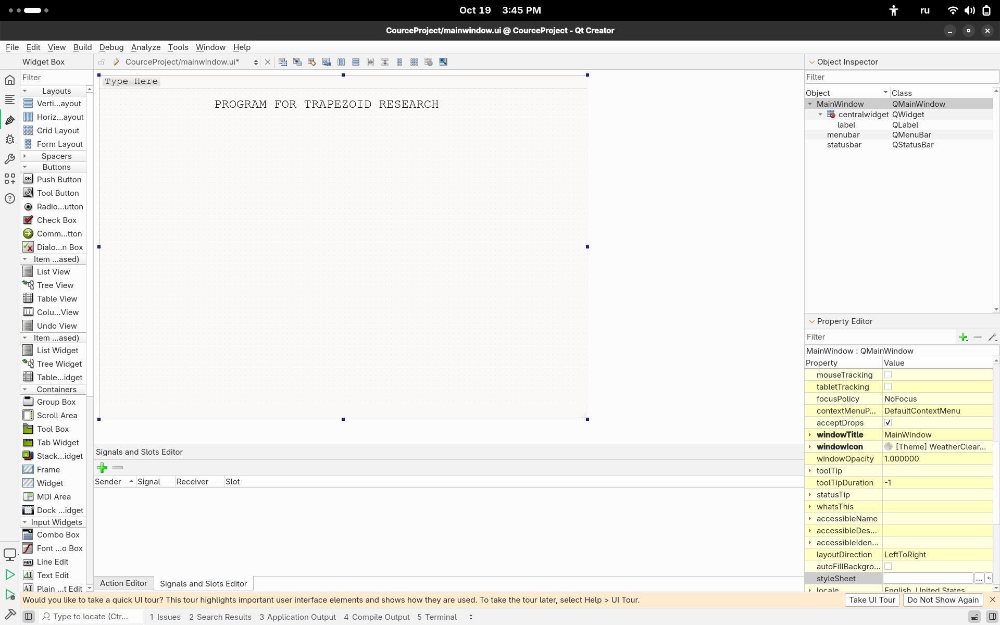 Oct 19 3:45 PM
ru
CourceProject/mainwindow.ui @ CourceProject - Qt Creator
File Edit View Build Debug Analyze Tools Window Help
Widget Box
CourceProject/mainwindow.ui*
Filter
Layouts
Verti...ayout
Horiz...ayout
Grid Layout
Form Layout
Spacers
Buttons
Push Button
Tool Button
Radio...utton
Check Box
Comm...tton
Dialo...n Box
Item ...ased)
List View
Tree View
Table View
Colu...View
Undo View
Item ...ased)
List Widget
Tree Widget
Table...idget
Containers
Group Box
Scroll Area
Tool Box
Tab Widget
Stack...idget
Frame
Widget
MDI Area
Dock ...idget
Input Widgets
Combo Box
Font ...o Box
Line Edit
Text Edit
Plain ...t Edit
Type Here
PROGRAM FOR TRAPEZOID RESEARCH
Signals and Slots Editor
Sender Signal Receiver Slot
Action Editor Signals and Slots Editor
Object Inspector
Filter
Object Class
MainWindow QMainWindow
centralwidget QWidget
label QLabel
menubar QMenuBar
statusbar QStatusBar
Property Editor
Filter
MainWindow : QMainWindow
Property Value
mouseTracking
tabletTracking
focusPolicy NoFocus
contextMenuP... DefaultContextMenu
acceptDrops
windowTitle MainWindow
windowIcon [Theme] WeatherClear...
windowOpacity 1.000000
toolTip
toolTipDuration -1
statusTip
whatsThis
accessibleName
accessibleDes...
accessibleIden...
layoutDirection LeftToRight
autoFillBackgro...
styleSheet ...
locale English, United States
Would you like to take a quick UI tour? This tour highlights important user interface elements and shows how they are used. To take the tour later, select Help > UI Tour.
Take UI Tour Do Not Show Again
Type to locate (Ctr... 1 Issues 2 Search Results 3 Application Output 4 Compile Output 5 Terminal